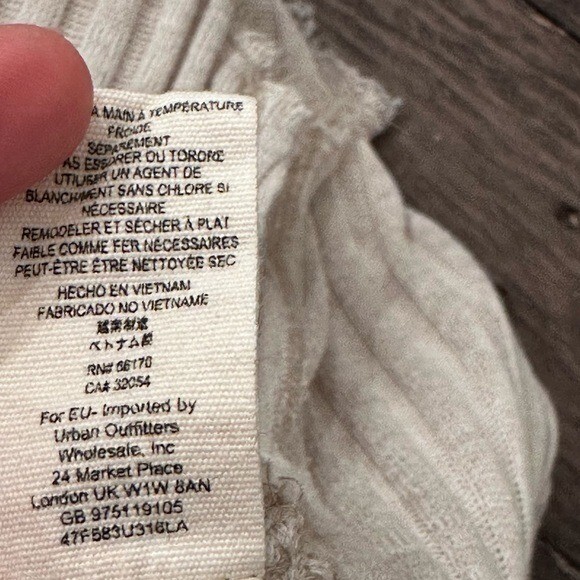 A MAIN À TEMPÉRATURE
FROIDE
SÉPARÉMENT
AS ESSORER OU TORDRE
UTILISER UN AGENT DE
BLANCHIMENT SANS CHLORE SI
NÉCESSAIRE
REMODELER ET SÉCHER À PLAT
FAIBLE COMME FER NÉCESSAIRES
PEUT-ÊTRE ÊTRE NETTOYÉE SEC
HECHO EN VIETNAM
FABRICADO NO VIETNAME
越南制造
ベトナム製
RN# 66170
CA# 32054
For EU- Imported by
Urban Outfitters
Wholesale, Inc
24 Market Place
London UK W1W 8AN
GB 975119105
47F583U316LA